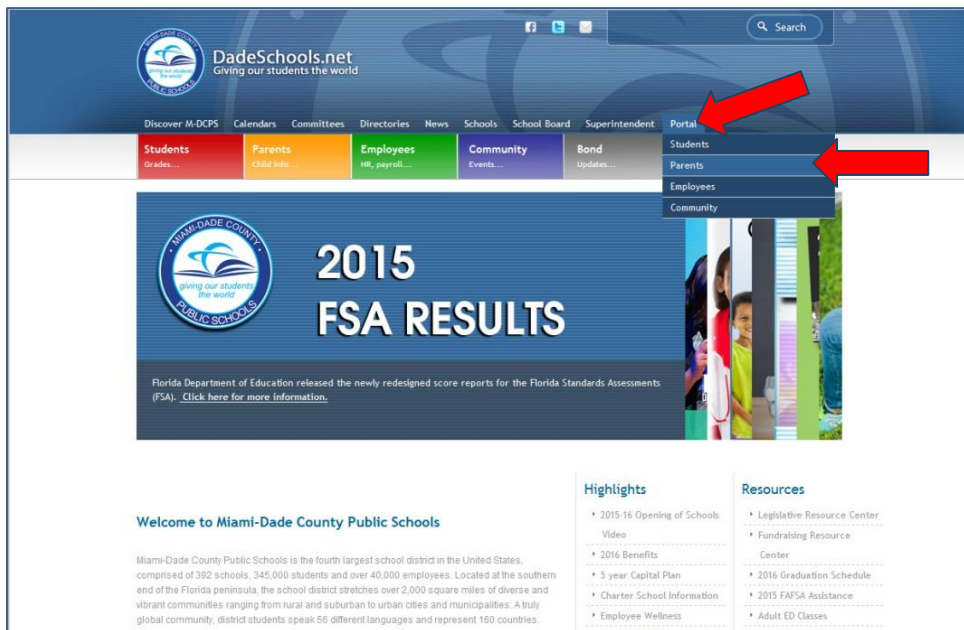 Search
MIAMI-DADE COUNTY
giving our students
the world
PUBLIC SCHOOLS
DadeSchools.net
Giving our students the world
Discover M-DCPS Calendars Committees Directories News Schools School Board Superintendent Portal
Students Parents Employees Community Bond
Grades... Child Info... HR, payroll... Events... Updates...
Students
Parents
Employees
Community
MIAMI-DADE COUNTY
giving our students
the world
PUBLIC SCHOOLS
2015
FSA RESULTS
Florida Department of Education released the newly redesigned score reports for the Florida Standards Assessments
(FSA). Click here for more information.
Welcome to Miami-Dade County Public Schools
Miami-Dade County Public Schools is the fourth largest school district in the United States,
comprised of 392 schools, 345,000 students and over 40,000 employees. Located at the southern
end of the Florida peninsula, the school district stretches over 2,000 square miles of diverse and
vibrant communities ranging from rural and suburban to urban cities and municipalities. A truly
global community, district students speak 56 different languages and represent 160 countries.
Highlights
2015-16 Opening of Schools
Video
2016 Benefits
5 year Capital Plan
Charter School Information
Employee Wellness
Resources
Legislative Resource Center
Fundraising Resource
Center
2016 Graduation Schedule
2015 FAFSA Assistance
Adult ED Classes